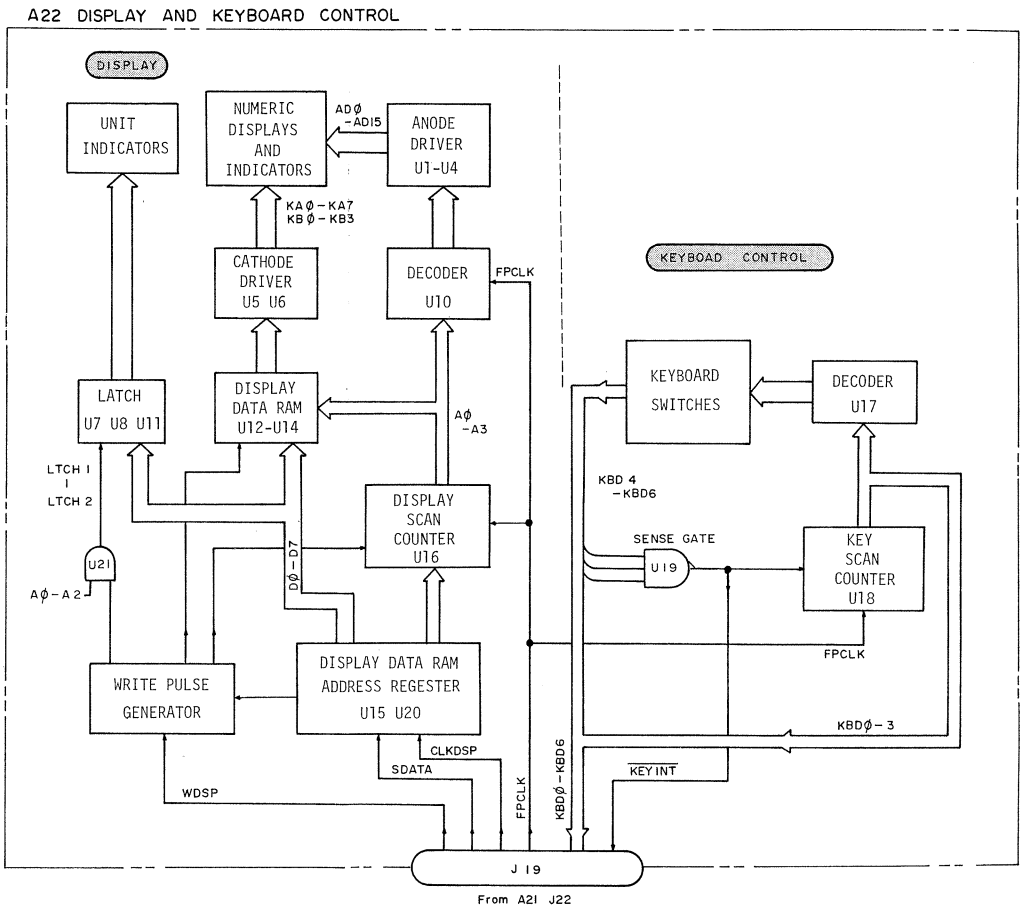 A22 DISPLAY AND KEYBOARD CONTROL
DISPLAY
UNIT
INDICATORS
NUMERIC
DISPLAYS
AND
INDICATORS
ADØ
-AD15
ANODE
DRIVER
U1-U4
KAØ-KA7
KBØ-KB3
CATHODE
DRIVER
U5 U6
DECODER
U10
FPCLK
KEYBOAD CONTROL
LATCH
U7 U8 U11
DISPLAY
DATA RAM
U12-U14
AØ
-A3
KEYBOARD
SWITCHES
DECODER
U17
LTCH 1
|
LTCH 2
U21
AØ-A2
DØ-D7
DISPLAY
SCAN
COUNTER
U16
KBD 4
-KBD6
SENSE GATE
U19
KEY
SCAN
COUNTER
U18
FPCLK
WRITE PULSE
GENERATOR
DISPLAY DATA RAM
ADDRESS REGESTER
U15 U20
KBDØ-3
CLKDSP
SDATA
WDSP
FPCLK
KBDØ-KBD6
KEYINT
J 19
From A21 J22